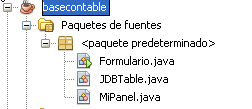 basecontable
Paquetes de fuentes
<paquete predeterminado>
Formulario.java
JDBTable.java
MiPanel.java